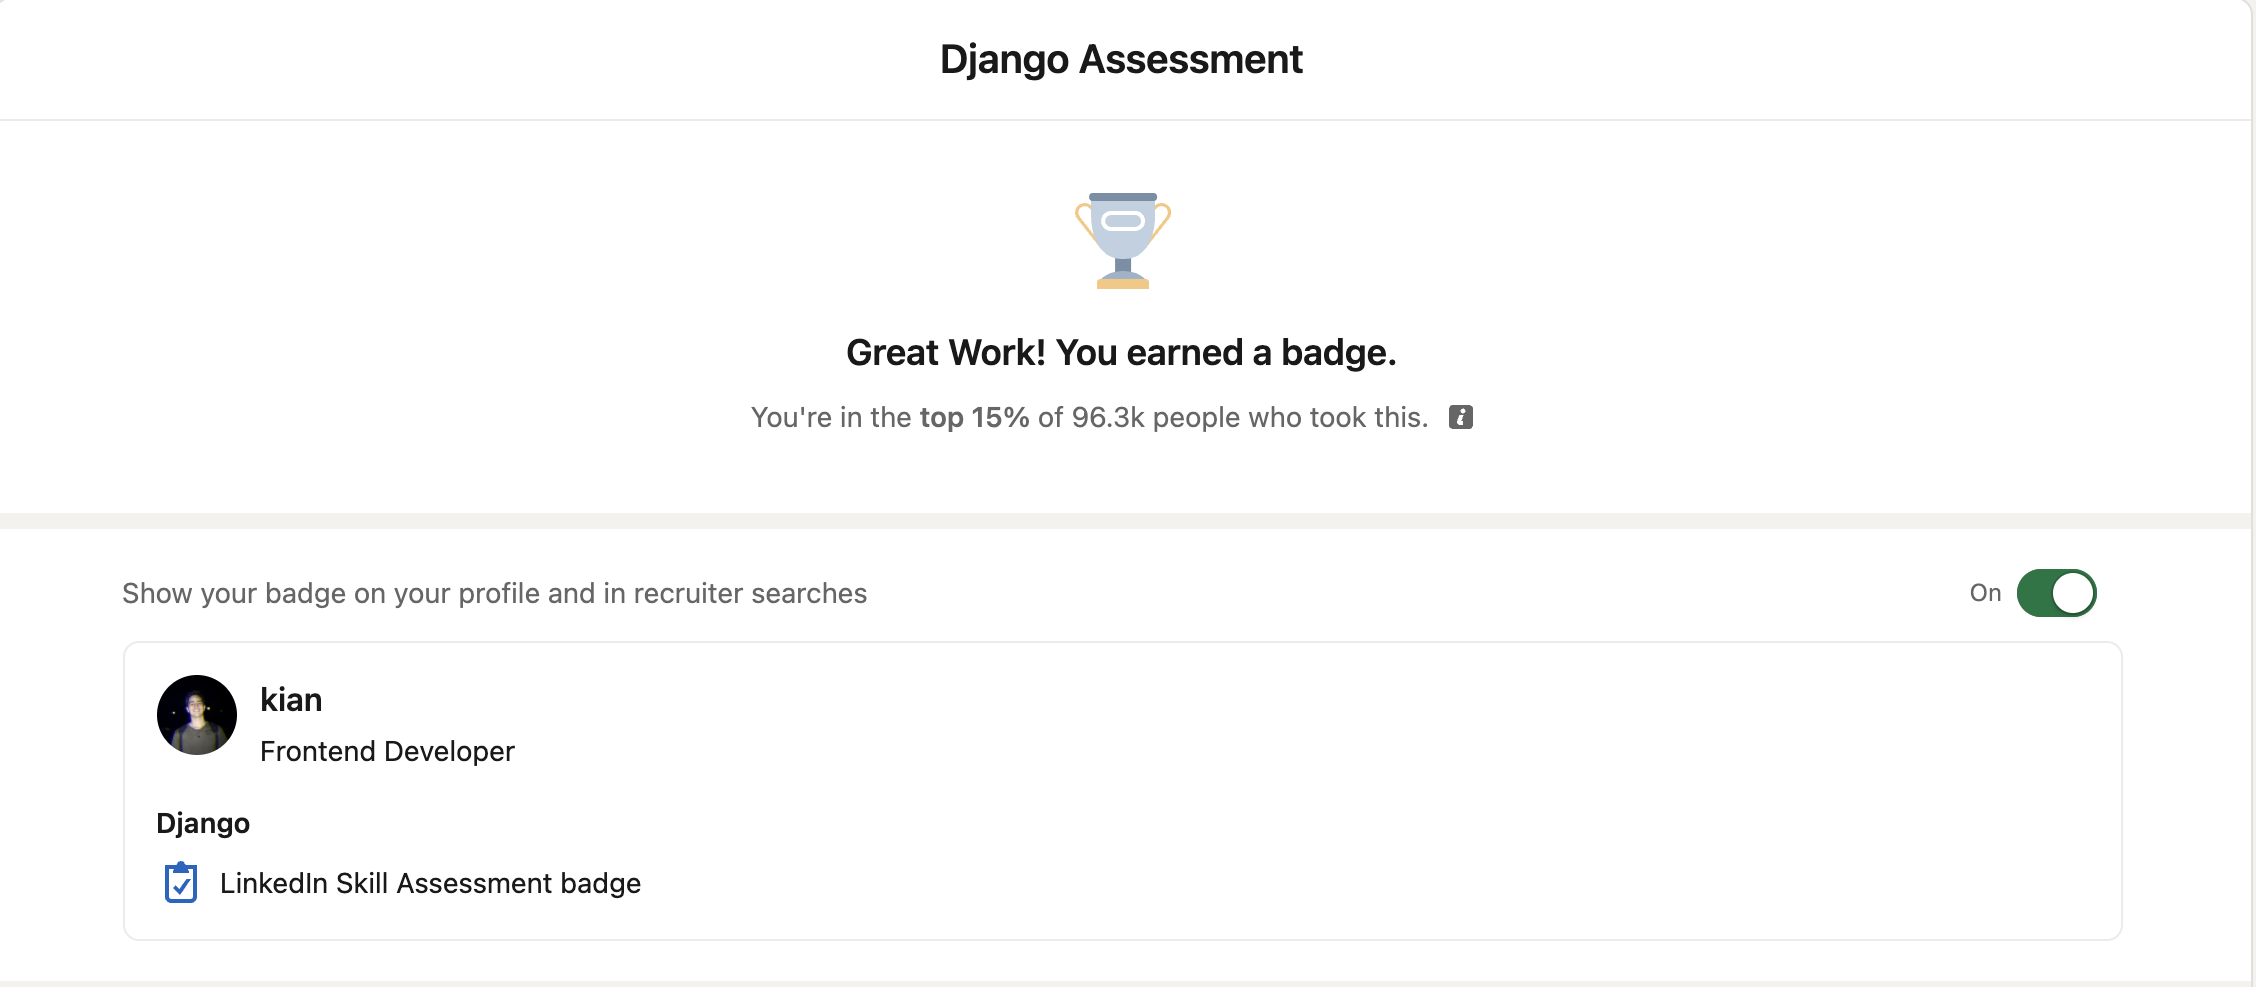 Django Assessment
Great Work! You earned a badge.
You're in the top 15% of 96.3k people who took this.
Show your badge on your profile and in recruiter searches
On
kian
Frontend Developer
Django
LinkedIn Skill Assessment badge